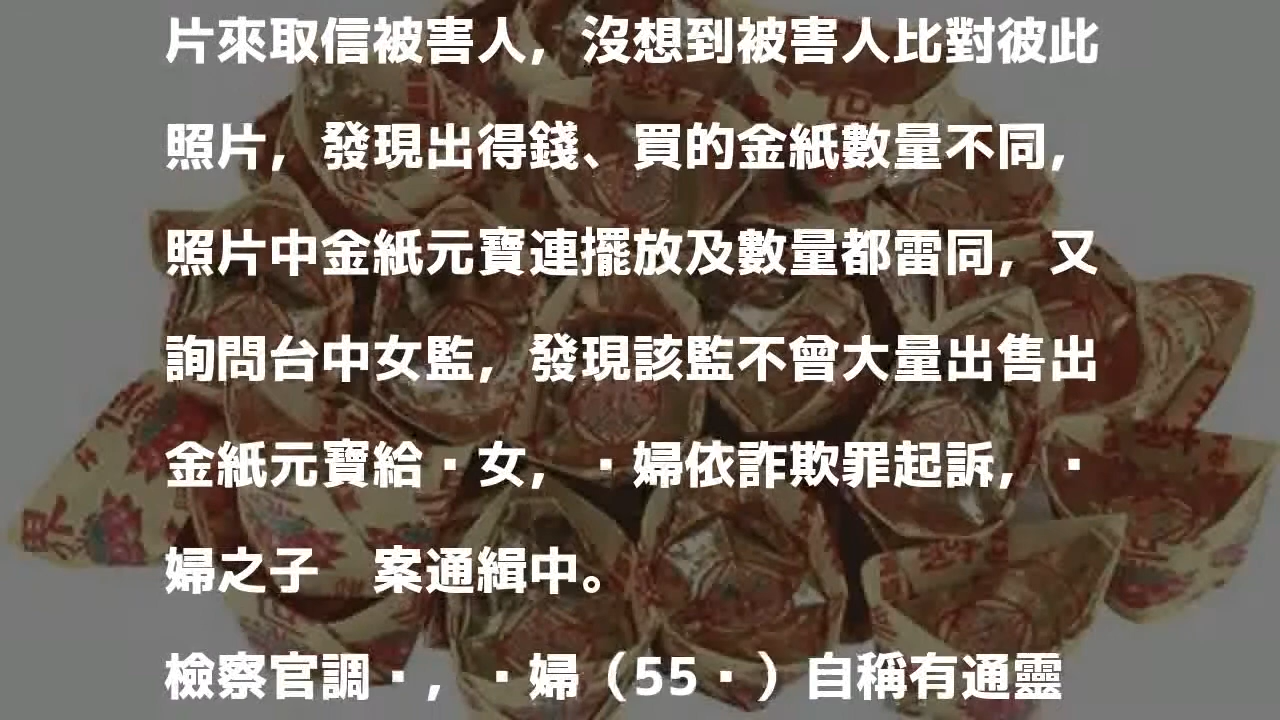 片來取信被害人，沒想到被害人比對彼此
照片，發現出得錢、買的金紙數量不同，
照片中金紙元寶連擺放及數量都雷同，又
詢問台中女監，發現該監不曾大量出售出
金紙元寶給▪女，▪婦依詐欺罪起訴，▪
婦之子　案通緝中。
檢察官調▪，▪婦（55▪）自稱有通靈